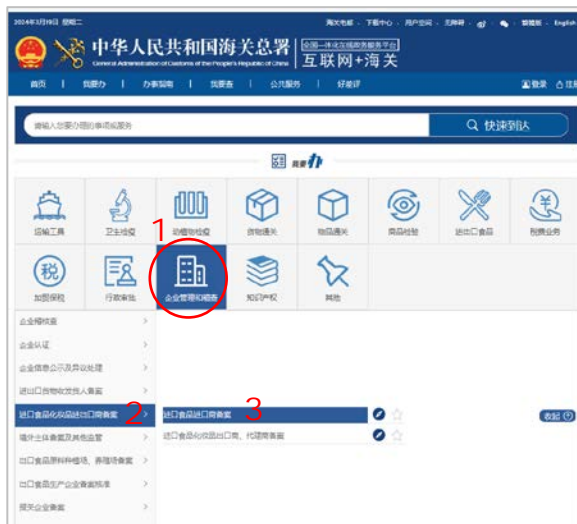 2024年3月19日 星期二
海关电邮 下载中心 用户空间 无障碍 繁體版 English
中华人民共和国海关总署
General Administration of Customs of the People's Republic of China
全国一体化在线政务服务平台
互联网+海关
首页 | 我要办 | 办事指南 | 我要查 | 公共服务 | 好差评
登录
请输入您要办理的事项或服务
快速到达
我要办
运输工具 卫生检疫 动植物检疫 货物通关 物品通关 商品检验 进出口食品 税费业务
1
加贸保税 行政审批 企业管理和稽查 知识产权 其他
企业稽核查 >
企业认证 >
企业信息公示及异议处理 >
进出口货物收发货人备案 >
进口食品化妆品进出口商备案 > 2
进口食品进口商备案 3
收起
境外主体备案及其他监管 >
进口食品化妆品出口商、代理商备案
出口食品原料种植场、养殖场备案 >
出口食品生产企业备案核准 >
报关企业备案 >